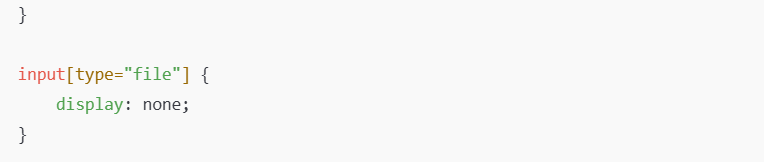 }
input[type="file"] {
    display: none;
}